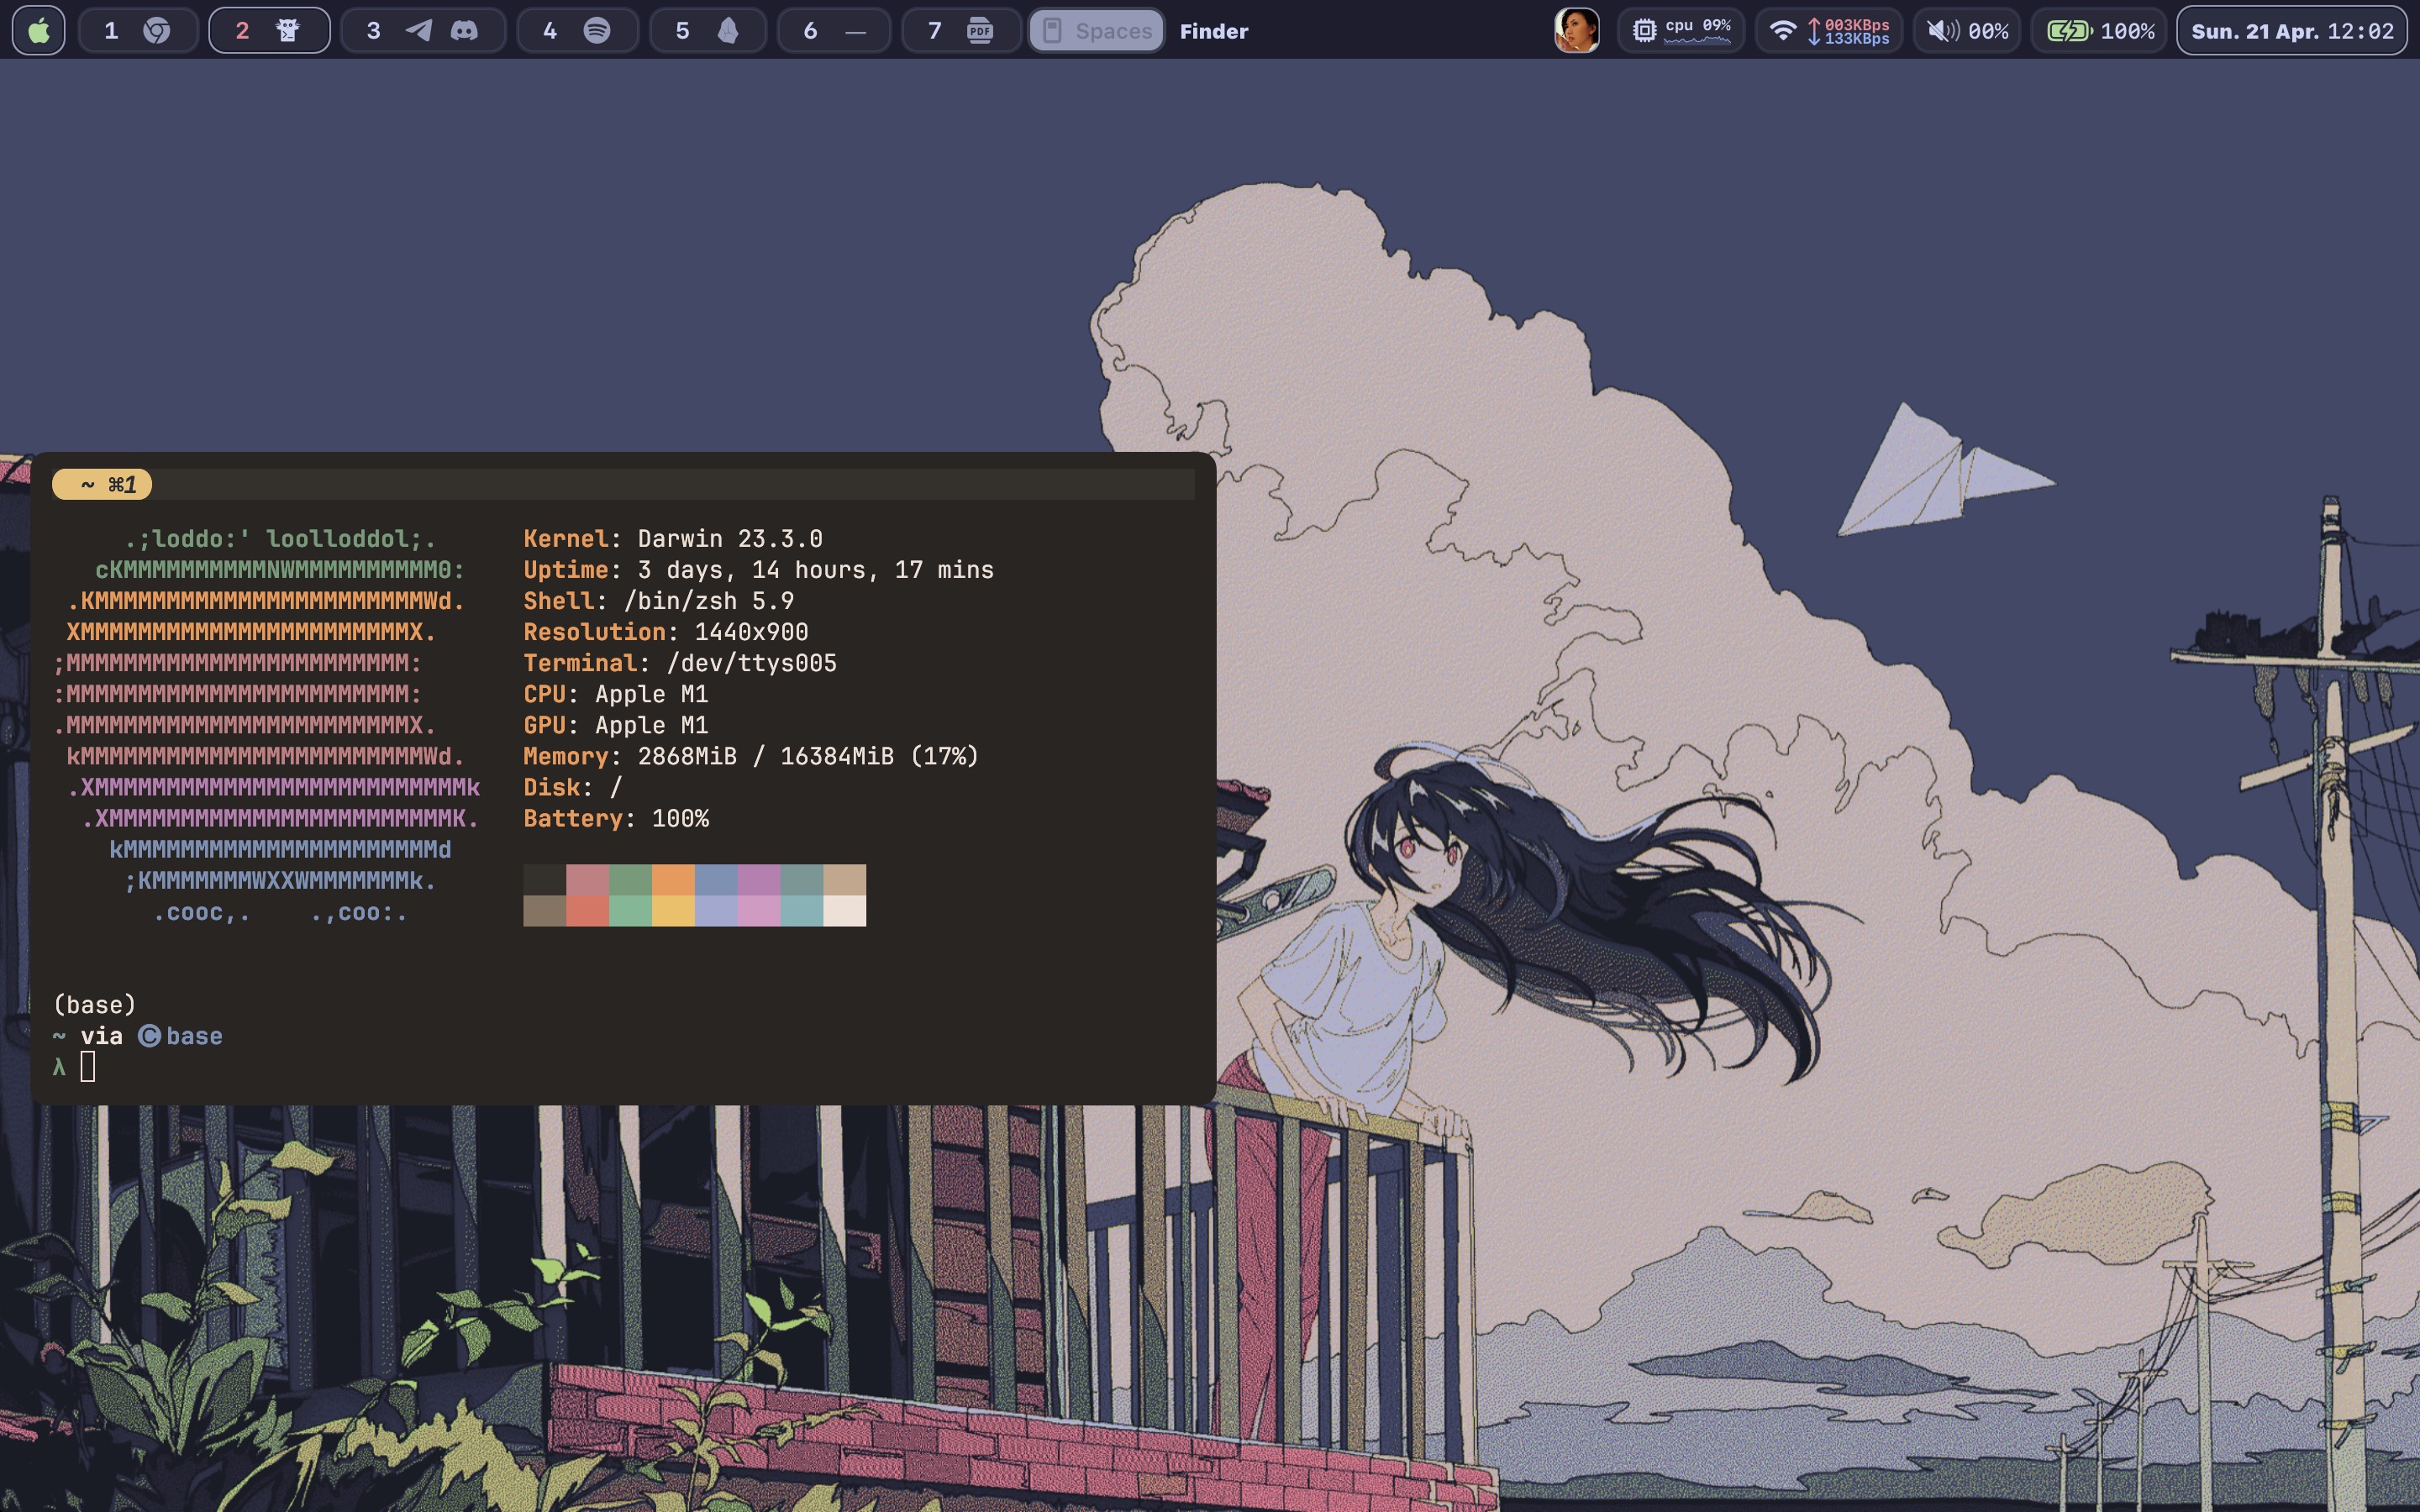 1 2 3 4 5 6 — 7 PDF Spaces Finder cpu 09% 003KBps 00% 100% Sun. 21 Apr. 12:02
133KBps
~ ⌘1
.;loddo:' loolloddol;. Kernel: Darwin 23.3.0
cKMMMMMMMMMMNWMMMMMMMMMM0: Uptime: 3 days, 14 hours, 17 mins
.KMMMMMMMMMMMMMMMMMMMMMMMWd. Shell: /bin/zsh 5.9
XMMMMMMMMMMMMMMMMMMMMMMMX. Resolution: 1440x900
;MMMMMMMMMMMMMMMMMMMMMMMM: Terminal: /dev/ttys005
:MMMMMMMMMMMMMMMMMMMMMMMM: CPU: Apple M1
.MMMMMMMMMMMMMMMMMMMMMMMMX. GPU: Apple M1
kMMMMMMMMMMMMMMMMMMMMMMMMWd. Memory: 2868MiB / 16384MiB (17%)
.XMMMMMMMMMMMMMMMMMMMMMMMMMMk Disk: /
.XMMMMMMMMMMMMMMMMMMMMMMMMK. Battery: 100%
kMMMMMMMMMMMMMMMMMMMMMMd
;KMMMMMMMWXXWMMMMMMMk.
.cooc,. .,coo:.
(base)
~ via C base
λ